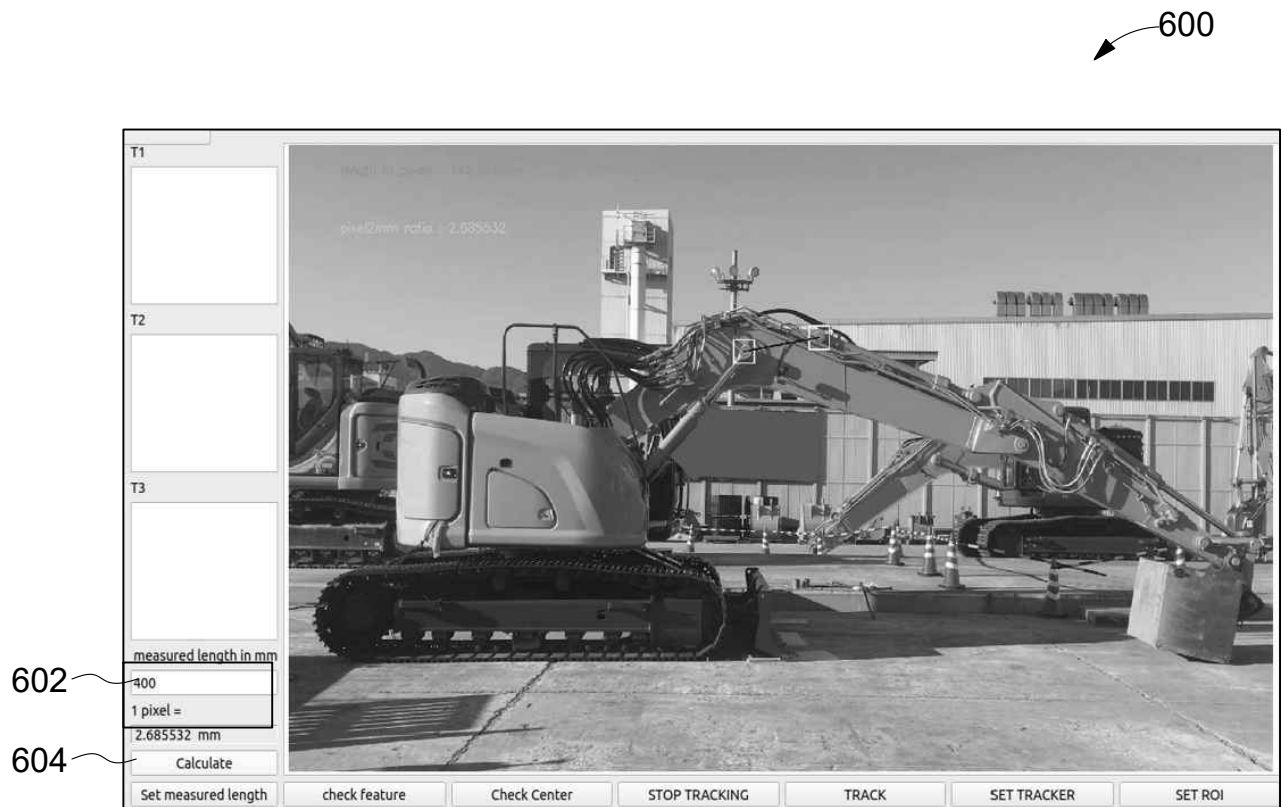 600
T1
pixel2mm ratio : 2.685532
T2
T3
measured length in mm
602
400
1 pixel =
2.685532 mm
604
Calculate
Set measured length
check feature
Check Center
STOP TRACKING
TRACK
SET TRACKER
SET ROI